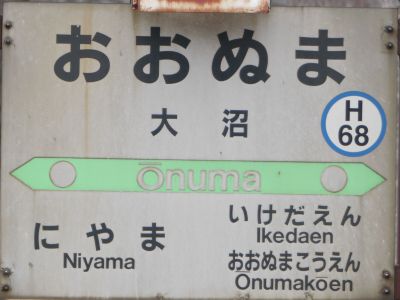 おおぬま
大沼
H
68
Ōnuma
にやま
Niyama
いけだえん
Ikedaen
おおぬまこうえん
Ōnumakōen